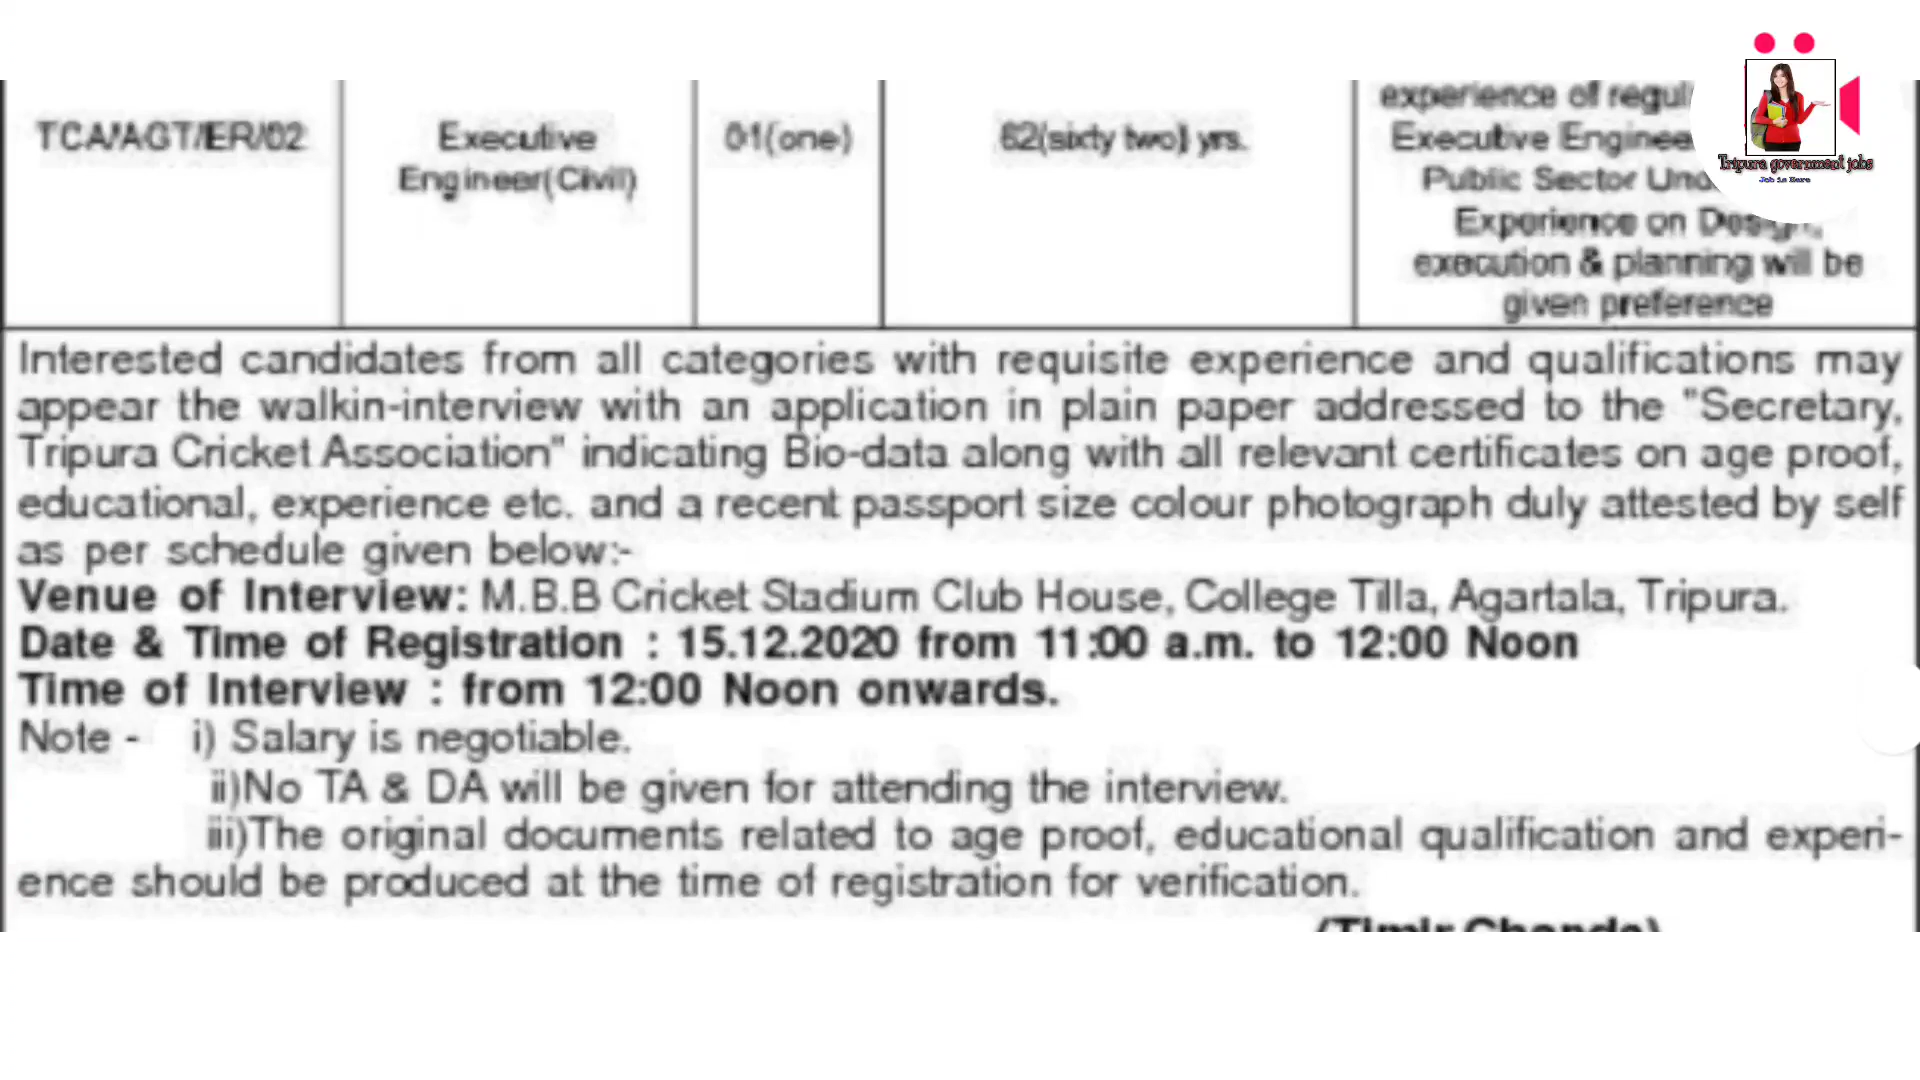 TCA/AGT/ER/02
Executive
Engineer(Civil)
01(one)
62(sixty two) yrs.
experience of
Executive
Public Sector
Experience on Design,
execution & planning will be
given preference
Tripura government jobs
Job is Here
Interested candidates from all categories with requisite experience and qualifications may
appear the walkin-interview with an application in plain paper addressed to the "Secretary,
Tripura Cricket Association" indicating Bio-data along with all relevant certificates on age proof,
educational, experience etc. and a recent passport size colour photograph duly attested by self
as per schedule given below:-
Venue of Interview: M.B.B Cricket Stadium Club House, College Tilla, Agartala, Tripura.
Date & Time of Registration : 15.12.2020 from 11:00 a.m. to 12:00 Noon
Time of Interview : from 12:00 Noon onwards.
Note - i) Salary is negotiable.
ii)No TA & DA will be given for attending the interview.
iii)The original documents related to age proof, educational qualification and experi-
ence should be produced at the time of registration for verification.